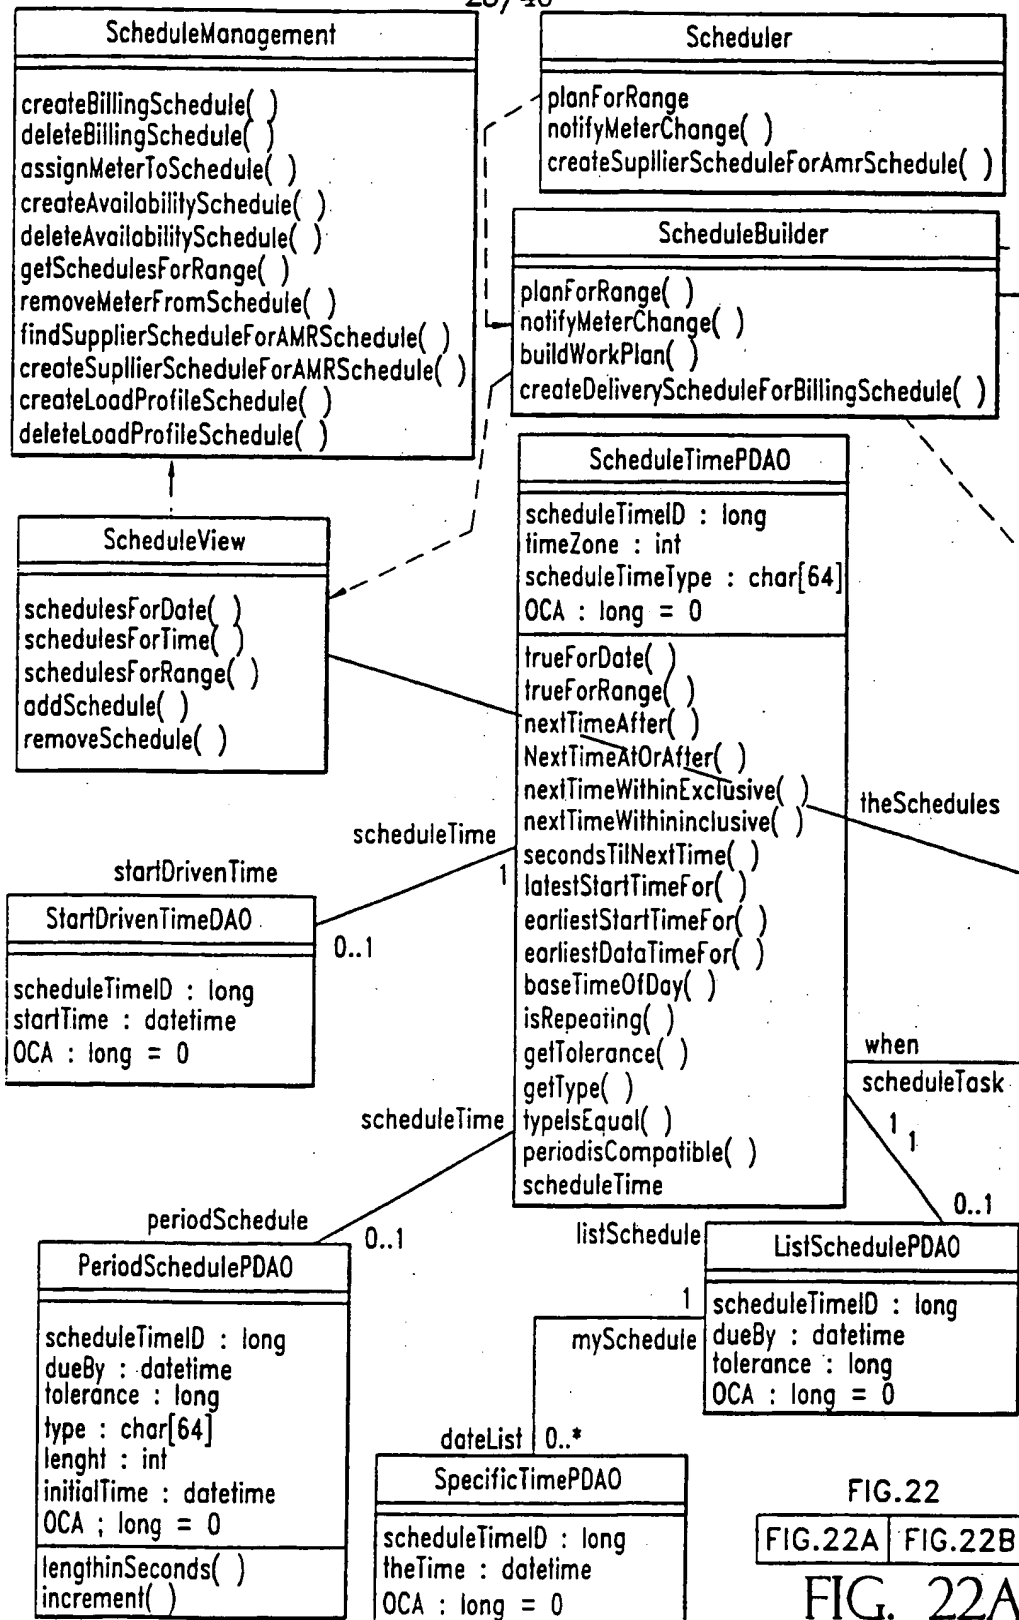 ScheduleManagement
createBillingSchedule( )
deleteBillingSchedule( )
assignMeterToSchedule( )
createAvailabilitySchedule( )
deleteAvailabilitySchedule( )
getSchedulesForRange( )
removeMeterFromSchedule( )
findSupplierScheduleForAMRSchedule( )
createSupllierScheduleForAMRSchedule( )
createLoadProfileSchedule( )
deleteLoadProfileSchedule( )
Scheduler
planForRange
notifyMeterChange( )
createSupllierScheduleForAmrSchedule( )
ScheduleBuilder
planForRange( )
notifyMeterChange( )
buildWorkPlan( )
createDeliveryScheduleForBillingSchedule( )
ScheduleView
schedulesForDate( )
schedulesForTime( )
schedulesForRange( )
addSchedule( )
removeSchedule( )
ScheduleTimePDAO
scheduleTimeID : long
timeZone : int
scheduleTimeType : char[64]
OCA : long = 0
trueForDate( )
trueForRange( )
nextTimeAfter( )
NextTimeAtOrAfter( )
nextTimeWithinExclusive( )
nextTimeWithininclusive( )
secondsTilNextTime( )
latestStartTimeFor( )
earliestStartTimeFor( )
earliestDataTimeFor( )
baseTimeOfDay( )
isRepeating( )
getTolerance( )
getType( )
typeIsEqual( )
periodisCompatible( )
scheduleTime
theSchedules
scheduleTime
1
startDrivenTime
0..1
StartDrivenTimeDAO
scheduleTimeID : long
startTime : datetime
OCA : long = 0
when
scheduleTask
1
1
0..1
scheduleTime
periodSchedule
0..1
PeriodSchedulePDAO
scheduleTimeID : long
dueBy : datetime
tolerance : long
type : char[64]
lenght : int
initialTime : datetime
OCA ; long = 0
lengthinSeconds( )
increment( )
listSchedule
ListSchedulePDAO
scheduleTimeID : long
dueBy : datetime
tolerance : long
OCA : long = 0
1
mySchedule
dateList
0..*
SpecificTimePDAO
scheduleTimeID : long
theTime : datetime
OCA : long = 0
FIG.22
FIG.22A FIG.22B
FIG. 22A